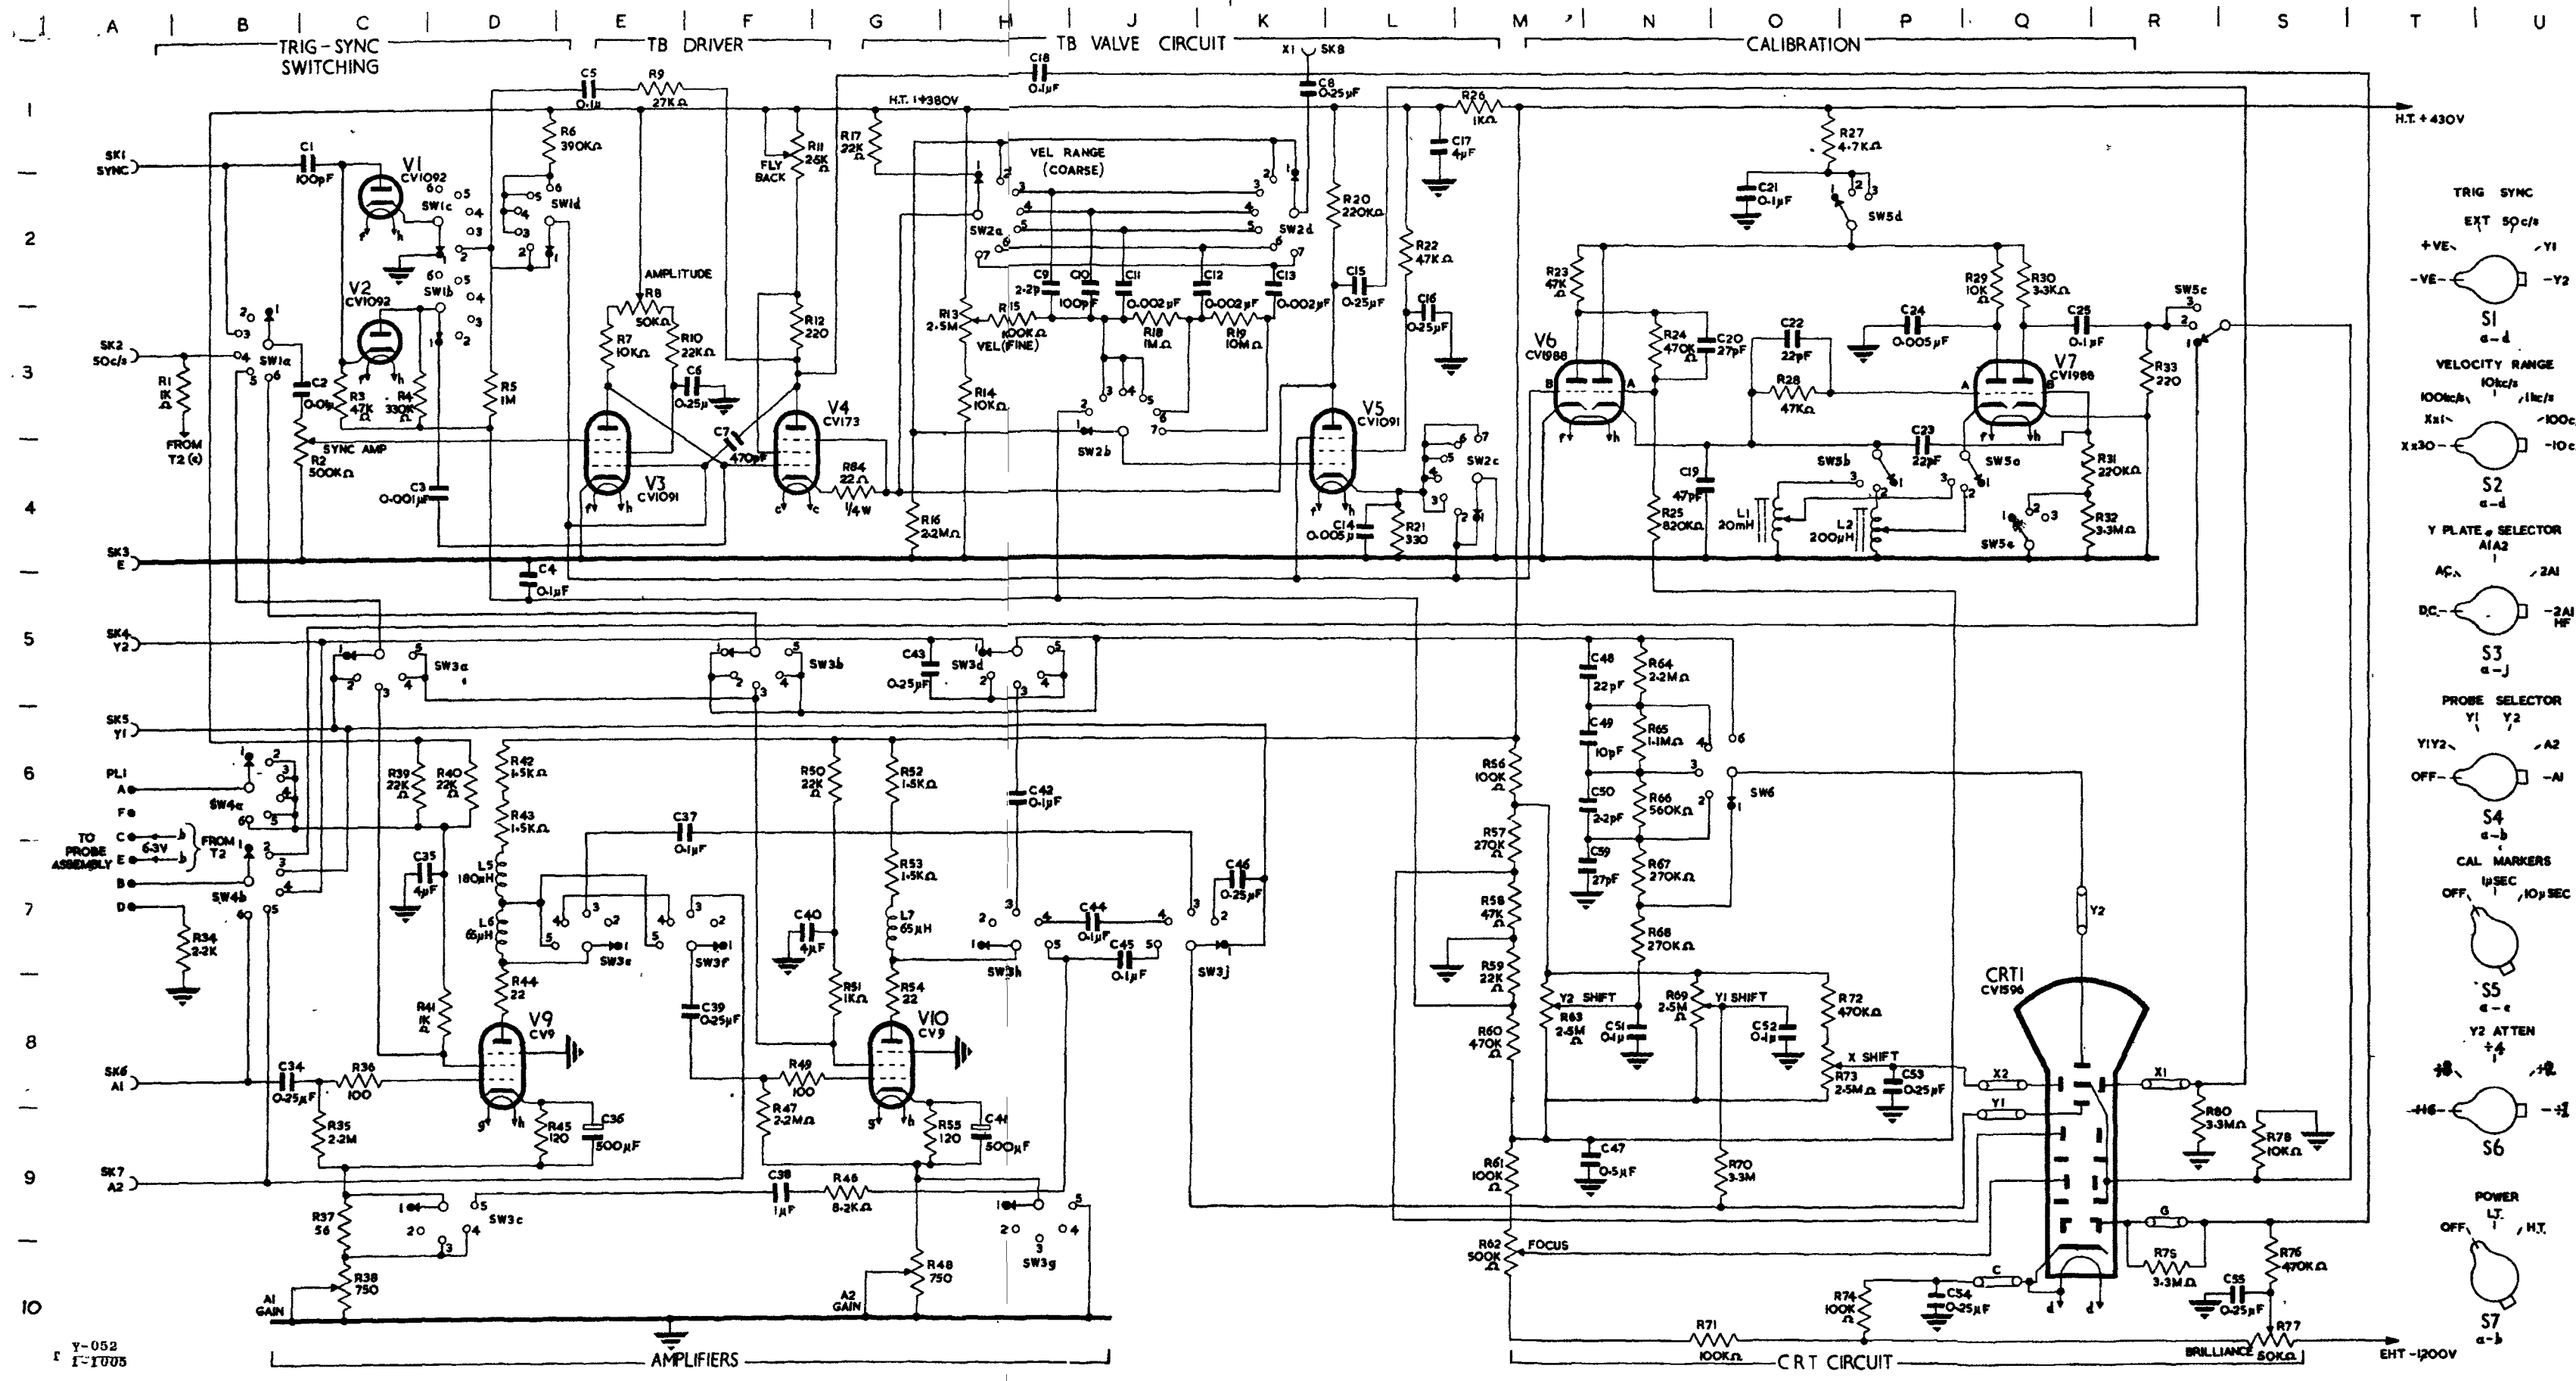 A B C D E F G H J K L M N O P Q R S T U
TRIG-SYNC SWITCHING
TB DRIVER
TB VALVE CIRCUIT
CALIBRATION
1
2
3
4
5
6
7
8
9
10
SK1 SYNC
SK2 50c/s
SK3 E
SK4 Y2
SK5 Y1
PL1
A
F
C
E
B
D
TO PROBE ASSEMBLY
6·3V
FROM T2
SK6 A1
SK7 A2
X1 SK8
C1 100pF
V1 CV1092
V2 CV1092
SW1c
SW1d
SW1b
SW1a
R1 1K Ω
FROM T2 (c)
C2 0·01µ
R2 500KΩ
SYNC AMP
R3 47K Ω
R4 330K Ω
R5 1M
R6 390KΩ
C3 0·001µF
C4 0·1µF
C5 0·1µ
R9 27KΩ
AMPLITUDE
R8 50KΩ
R7 10KΩ
R10 22KΩ
C6 0·25µ
V3 CV1091
C7 470pF
FLY BACK
R11 25K Ω
R12 220
V4 CV173
R84 22Ω 1/4W
H.T. 1+380V
R17 22K Ω
C18 0·1µF
C8 0·25µF
VEL RANGE (COARSE)
SW2a
SW2d
C9 2·2p
C10 100pF
C11 0·002µF
C12 0·002µF
C13 0·002µF
R13 2·5M
VEL(FINE)
R15 100KΩ
R18 1MΩ
R19 10MΩ
R14 10KΩ
R16 2·2MΩ
SW2b
R20 220KΩ
C15 0·25µF
R22 47KΩ
C16 0·25µF
C17 4µF
R26 1KΩ
V5 CV1091
SW2c
C14 0·005µ
R21 330
R27 4·7KΩ
C21 0·1µF
SW5d
R23 47K Ω
R24 470K Ω
C20 27pF
V6 CV1988
B
A
C22 22pF
R28 47KΩ
C24 0·005µF
R29 10K Ω
R30 3·3KΩ
C25 0·1µF
SW5c
V7 CV1988
A
B
R33 220
C19 47pF
R25 820KΩ
L1 20mH
L2 200µH
SW5b
C23 22pF
SW5a
SW5e
R31 220KΩ
R32 3·3MΩ
H.T. +430V
SW3a
SW3b
C43 0·25µF
SW3d
SW4a
SW4b
R34 2·2K
R39 22K Ω
R40 22K Ω
R42 1·5KΩ
R43 1·5KΩ
C35 4µF
L5 180µH
L6 65µH
R44 22
R41 1K Ω
V9 CV9
C34 0·25µF
R36 100
R35 2·2M
R45 120
C36 500µF
R37 56
R38 750
A1 GAIN
SW3c
C37 0·1µF
SW3e
SW3f
C39 0·25µF
R50 22K Ω
R52 1·5KΩ
R53 1·5KΩ
C40 4µF
L7 65µH
R51 1KΩ
R54 22
V10 CV9
R49 100
R47 2·2MΩ
R55 120
C41 500µF
C38 1µF
R46 8·2KΩ
R48 750
A2 GAIN
SW3g
C42 0·1µF
SW3h
C44 0·1µF
C45 0·1µF
C46 0·25µF
SW3j
AMPLIFIERS
R56 100K Ω
R57 270K Ω
R58 47K Ω
R59 22K Ω
R60 470K Ω
R61 100K Ω
R62 500K Ω
FOCUS
C48 22pF
C49 10pF
C50 2·2pF
C59 27pF
R64 2·2MΩ
R65 1·1MΩ
R66 560KΩ
R67 270KΩ
R68 270KΩ
SW6
Y2 SHIFT
R63 2·5M Ω
C51 0·1µ
R69 2·5M Ω
Y1 SHIFT
C52 0·1µ
R72 470KΩ
X SHIFT
R73 2·5MΩ
C53 0·25µF
C47 0·5µF
R70 3·3M
R71 100KΩ
R74 100K Ω
C54 0·25µF
CRT1 CV1596
Y2
X2
X1
Y1
G
C
R80 3·3MΩ
R78 10KΩ
R75 3·3MΩ
R76 470KΩ
C55 0·25µF
R77 50KΩ
BRILLIANCE
EHT -1200V
CRT CIRCUIT
TRIG SYNC
EXT 50c/s
+VE Y1
-VE -Y2
S1
a-d
VELOCITY RANGE
10kc/s
100kc/s 1kc/s
Xx1 100c
Xx30 -10c
S2
a-d
Y PLATE SELECTOR
A1A2
AC 2A1
D.C. -2A1 HF
S3
a-j
PROBE SELECTOR
Y1 Y2
Y1Y2 A2
OFF -A1
S4
a-b
CAL MARKERS
1µSEC
OFF 10µSEC
S5
a-e
Y2 ATTEN
÷4
S6
POWER
L.T.
OFF H.T.
S7
a-b
Y-052